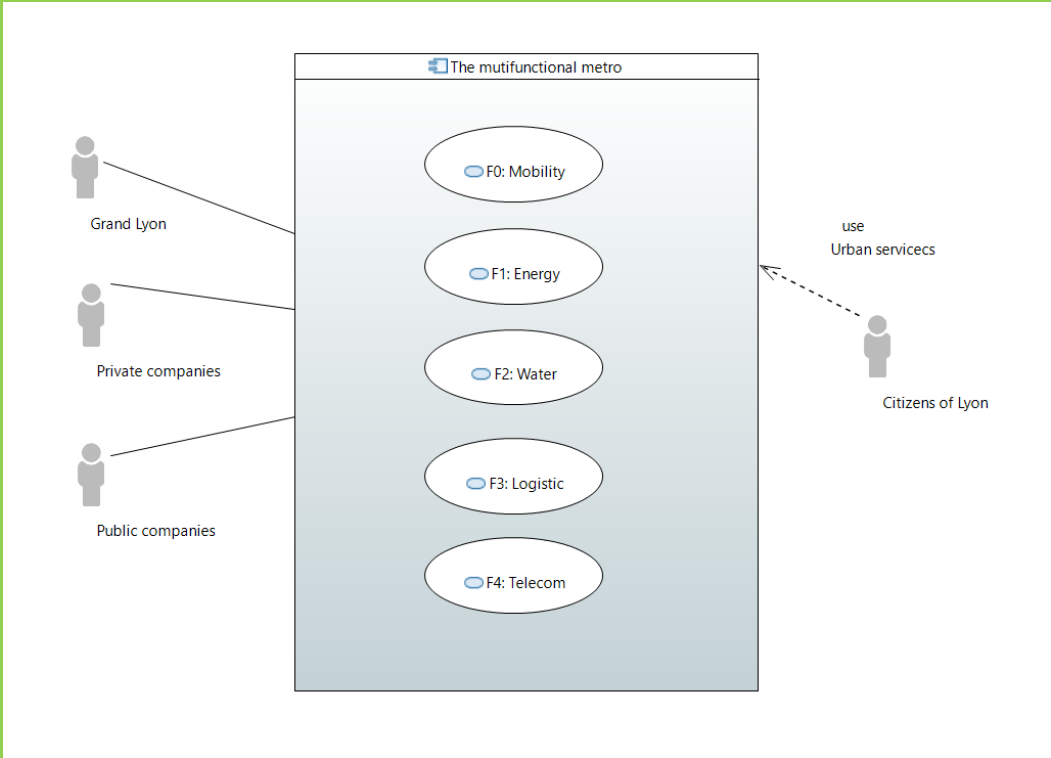 The mutifunctional metro
F0: Mobility
Grand Lyon
use
Urban servicecs
F1: Energy
Private companies
F2: Water
Citizens of Lyon
F3: Logistic
Public companies
F4: Telecom